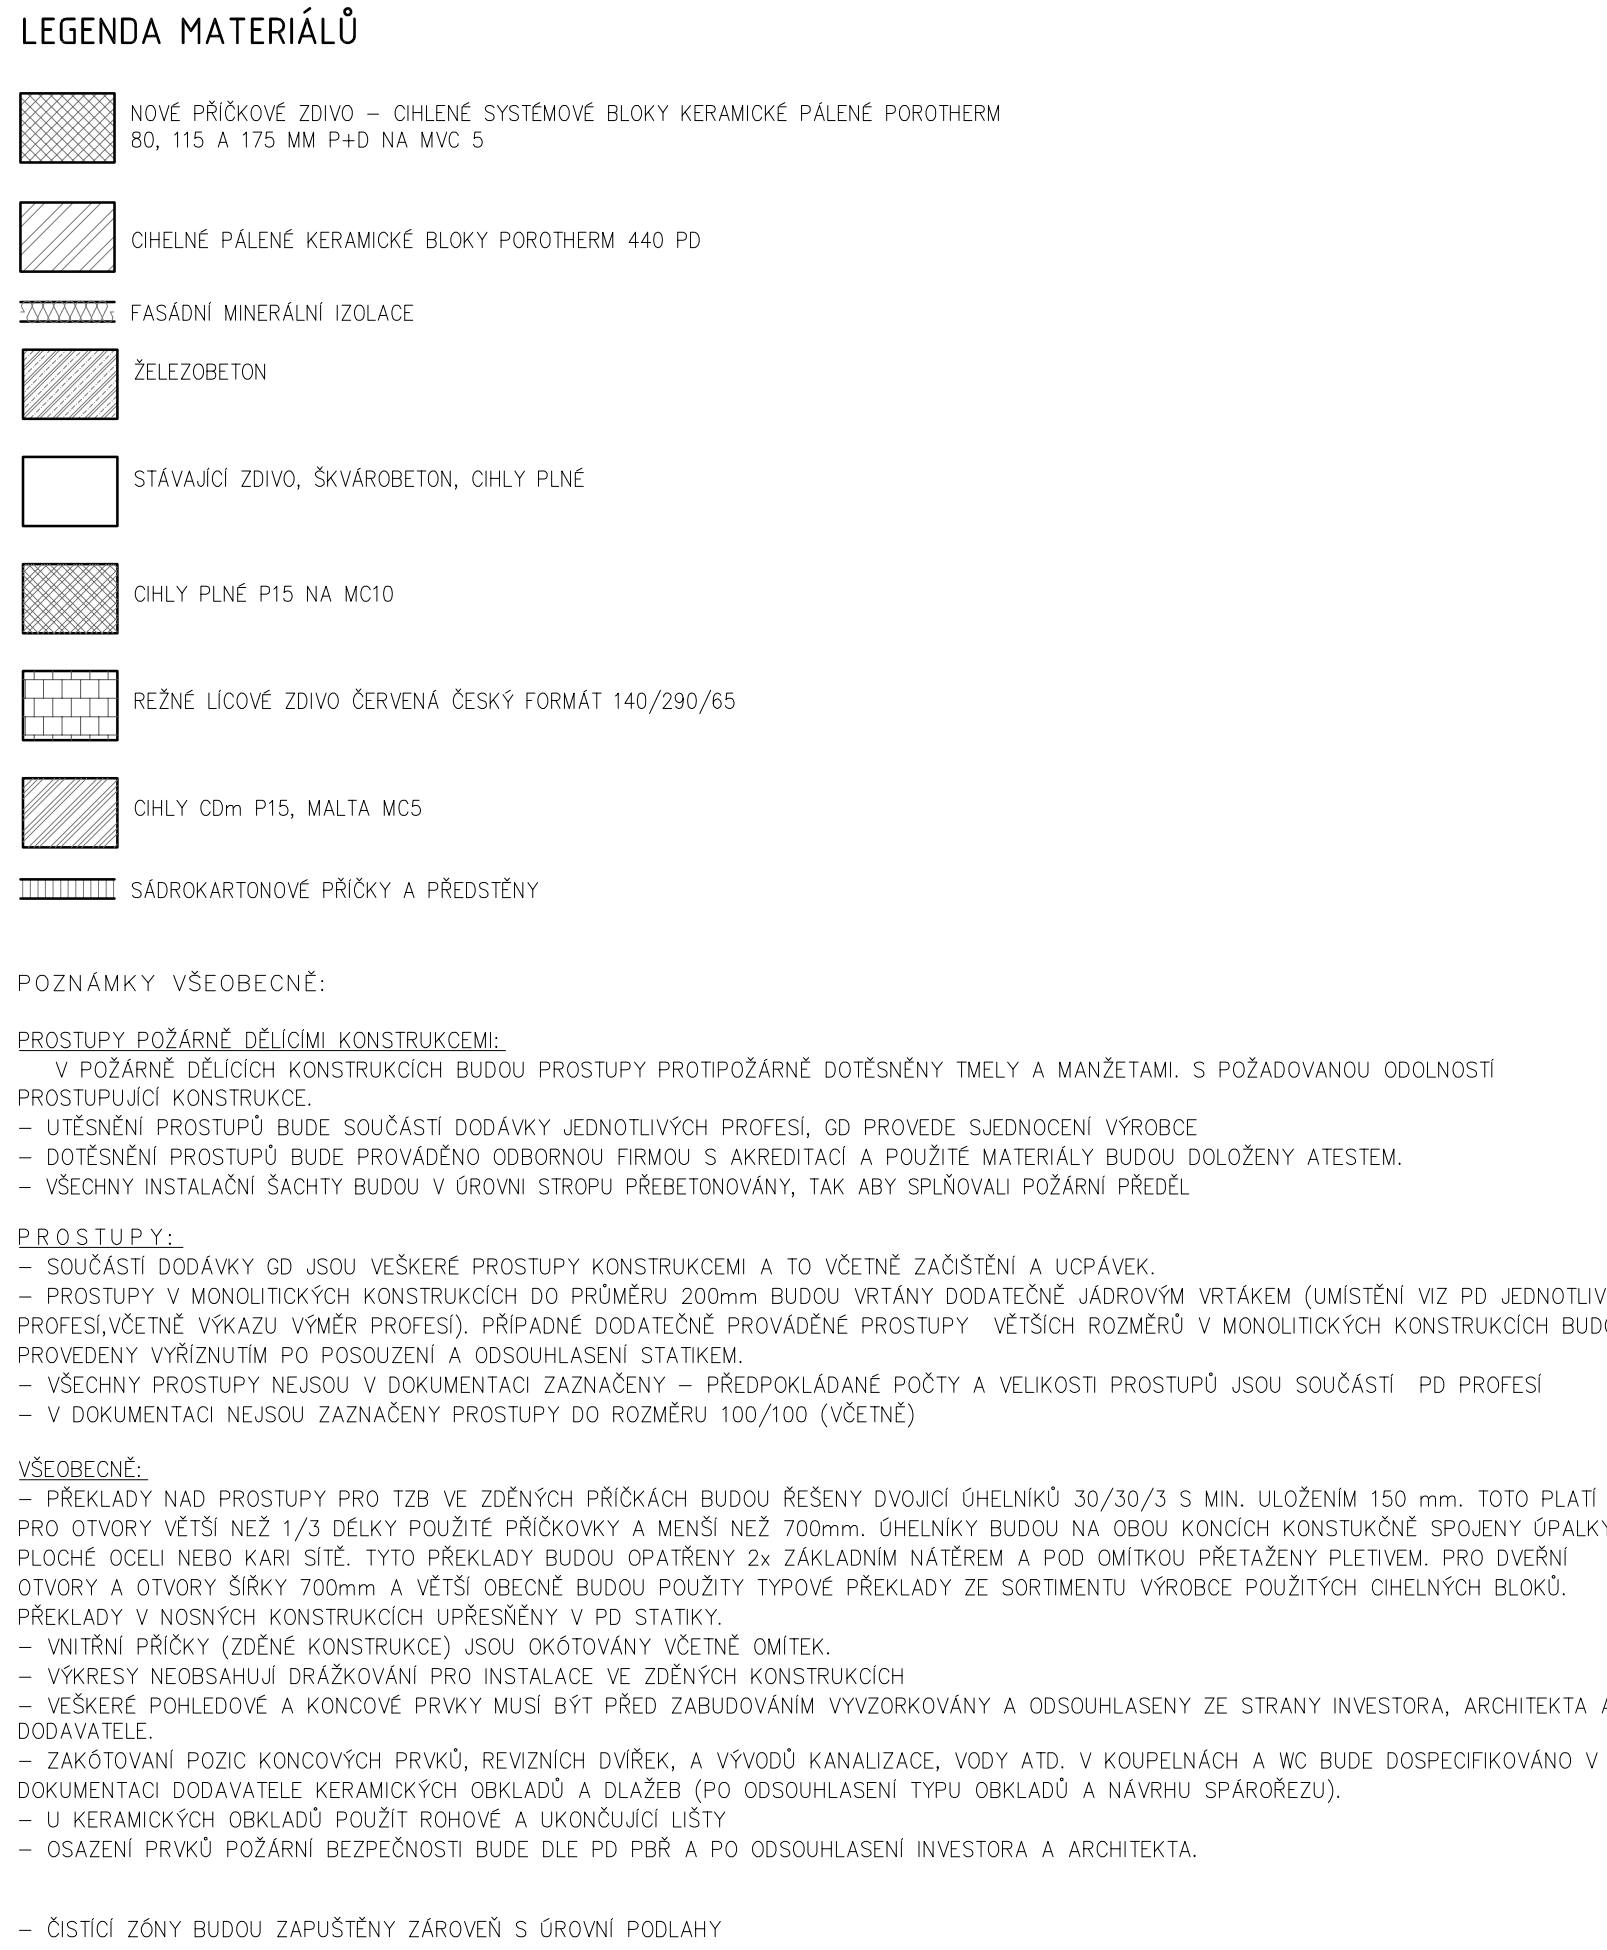 LEGENDA MATERIÁLŮ
NOVÉ PŘÍČKOVÉ ZDIVO – CIHLENÉ SYSTÉMOVÉ BLOKY KERAMICKÉ PÁLENÉ POROTHERM
80, 115 A 175 MM P+D NA MVC 5
CIHELNÉ PÁLENÉ KERAMICKÉ BLOKY POROTHERM 440 PD
FASÁDNÍ MINERÁLNÍ IZOLACE
ŽELEZOBETON
STÁVAJÍCÍ ZDIVO, ŠKVÁROBETON, CIHLY PLNÉ
CIHLY PLNÉ P15 NA MC10
REŽNÉ LÍCOVÉ ZDIVO ČERVENÁ ČESKÝ FORMÁT 140/290/65
CIHLY CDm P15, MALTA MC5
SÁDROKARTONOVÉ PŘÍČKY A PŘEDSTĚNY
POZNÁMKY VŠEOBECNĚ:
PROSTUPY POŽÁRNĚ DĚLÍCÍMI KONSTRUKCEMI:
V POŽÁRNĚ DĚLÍCÍCH KONSTRUKCÍCH BUDOU PROSTUPY PROTIPOŽÁRNĚ DOTĚSNĚNY TMELY A MANŽETAMI. S POŽADOVANOU ODOLNOSTÍ
PROSTUPUJÍCÍ KONSTRUKCE.
– UTĚSNĚNÍ PROSTUPŮ BUDE SOUČÁSTÍ DODÁVKY JEDNOTLIVÝCH PROFESÍ, GD PROVEDE SJEDNOCENÍ VÝROBCE
– DOTĚSNĚNÍ PROSTUPŮ BUDE PROVÁDĚNO ODBORNOU FIRMOU S AKREDITACÍ A POUŽITÉ MATERIÁLY BUDOU DOLOŽENY ATESTEM.
– VŠECHNY INSTALAČNÍ ŠACHTY BUDOU V ÚROVNI STROPU PŘEBETONOVÁNY, TAK ABY SPLŇOVALI POŽÁRNÍ PŘEDĚL
PROSTUPY:
– SOUČÁSTÍ DODÁVKY GD JSOU VEŠKERÉ PROSTUPY KONSTRUKCEMI A TO VČETNĚ ZAČIŠTĚNÍ A UCPÁVEK.
– PROSTUPY V MONOLITICKÝCH KONSTRUKCÍCH DO PRŮMĚRU 200mm BUDOU VRTÁNY DODATEČNĚ JÁDROVÝM VRTÁKEM (UMÍSTĚNÍ VIZ PD JEDNOTLIV
PROFESÍ,VČETNĚ VÝKAZU VÝMĚR PROFESÍ). PŘÍPADNÉ DODATEČNĚ PROVÁDĚNÉ PROSTUPY VĚTŠÍCH ROZMĚRŮ V MONOLITICKÝCH KONSTRUKCÍCH BUDO
PROVEDENY VYŘÍZNUTÍM PO POSOUZENÍ A ODSOUHLASENÍ STATIKEM.
– VŠECHNY PROSTUPY NEJSOU V DOKUMENTACI ZAZNAČENY – PŘEDPOKLÁDANÉ POČTY A VELIKOSTI PROSTUPŮ JSOU SOUČÁSTÍ PD PROFESÍ
– V DOKUMENTACI NEJSOU ZAZNAČENY PROSTUPY DO ROZMĚRU 100/100 (VČETNĚ)
VŠEOBECNĚ:
– PŘEKLADY NAD PROSTUPY PRO TZB VE ZDĚNÝCH PŘÍČKÁCH BUDOU ŘEŠENY DVOJICÍ ÚHELNÍKŮ 30/30/3 S MIN. ULOŽENÍM 150 mm. TOTO PLATÍ
PRO OTVORY VĚTŠÍ NEŽ 1/3 DÉLKY POUŽITÉ PŘÍČKOVKY A MENŠÍ NEŽ 700mm. ÚHELNÍKY BUDOU NA OBOU KONCÍCH KONSTUKČNĚ SPOJENY ÚPALKY
PLOCHÉ OCELI NEBO KARI SÍTĚ. TYTO PŘEKLADY BUDOU OPATŘENY 2x ZÁKLADNÍM NÁTĚREM A POD OMÍTKOU PŘETAŽENY PLETIVEM. PRO DVEŘNÍ
OTVORY A OTVORY ŠÍŘKY 700mm A VĚTŠÍ OBECNĚ BUDOU POUŽITY TYPOVÉ PŘEKLADY ZE SORTIMENTU VÝROBCE POUŽITÝCH CIHELNÝCH BLOKŮ.
PŘEKLADY V NOSNÝCH KONSTRUKCÍCH UPŘESŇĚNY V PD STATIKY.
– VNITŘNÍ PŘÍČKY (ZDĚNÉ KONSTRUKCE) JSOU OKÓTOVÁNY VČETNĚ OMÍTEK.
– VÝKRESY NEOBSAHUJÍ DRÁŽKOVÁNÍ PRO INSTALACE VE ZDĚNÝCH KONSTRUKCÍCH
– VEŠKERÉ POHLEDOVÉ A KONCOVÉ PRVKY MUSÍ BÝT PŘED ZABUDOVÁNÍM VYVZORKOVÁNY A ODSOUHLASENY ZE STRANY INVESTORA, ARCHITEKTA A
DODAVATELE.
– ZAKÓTOVANÍ POZIC KONCOVÝCH PRVKŮ, REVIZNÍCH DVÍŘEK, A VÝVODŮ KANALIZACE, VODY ATD. V KOUPELNÁCH A WC BUDE DOSPECIFIKOVÁNO V
DOKUMENTACI DODAVATELE KERAMICKÝCH OBKLADŮ A DLAŽEB (PO ODSOUHLASENÍ TYPU OBKLADŮ A NÁVRHU SPÁROŘEZU).
– U KERAMICKÝCH OBKLADŮ POUŽÍT ROHOVÉ A UKONČUJÍCÍ LIŠTY
– OSAZENÍ PRVKŮ POŽÁRNÍ BEZPEČNOSTI BUDE DLE PD PBŘ A PO ODSOUHLASENÍ INVESTORA A ARCHITEKTA.
– ČISTÍCÍ ZÓNY BUDOU ZAPUŠTĚNY ZÁROVEŇ S ÚROVNÍ PODLAHY